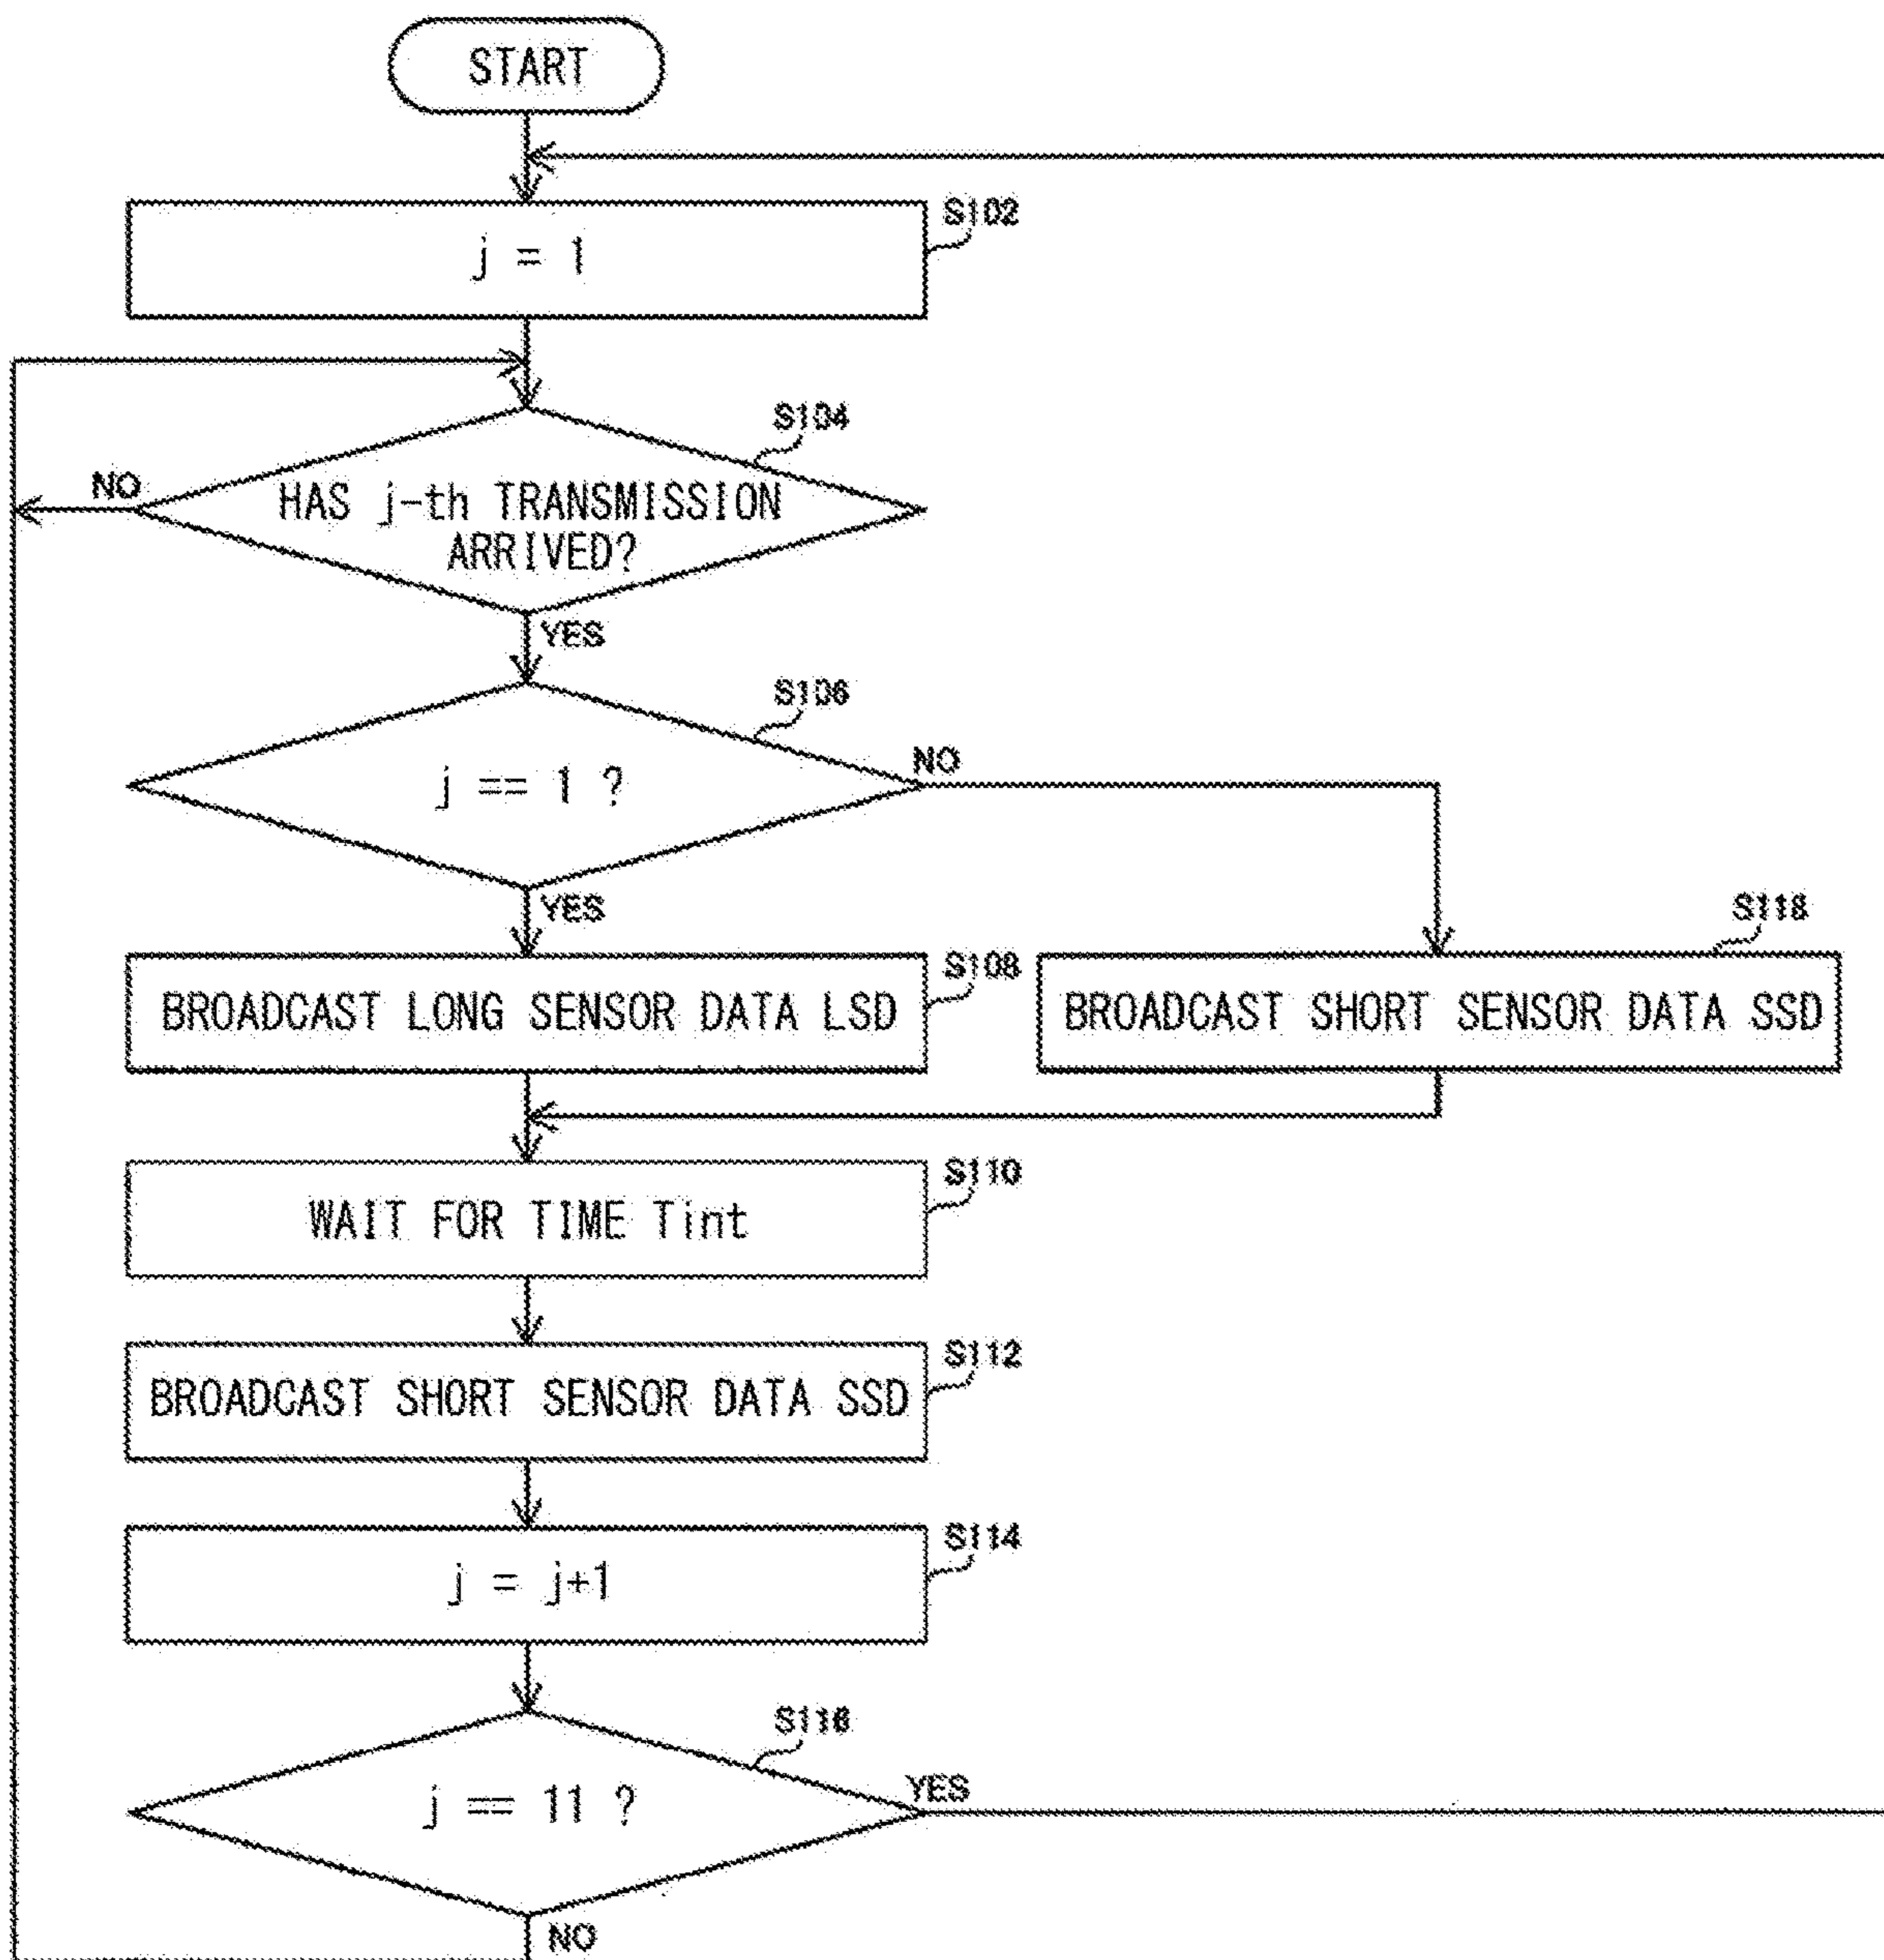 START
S102
j = 1
S104
NO
HAS j-th TRANSMISSION
ARRIVED?
YES
S106
j == 1 ?
NO
YES
S108
BROADCAST LONG SENSOR DATA LSD
S118
BROADCAST SHORT SENSOR DATA SSD
S110
WAIT FOR TIME Tint
S112
BROADCAST SHORT SENSOR DATA SSD
S114
j = j+1
S116
j == 11 ?
YES
NO